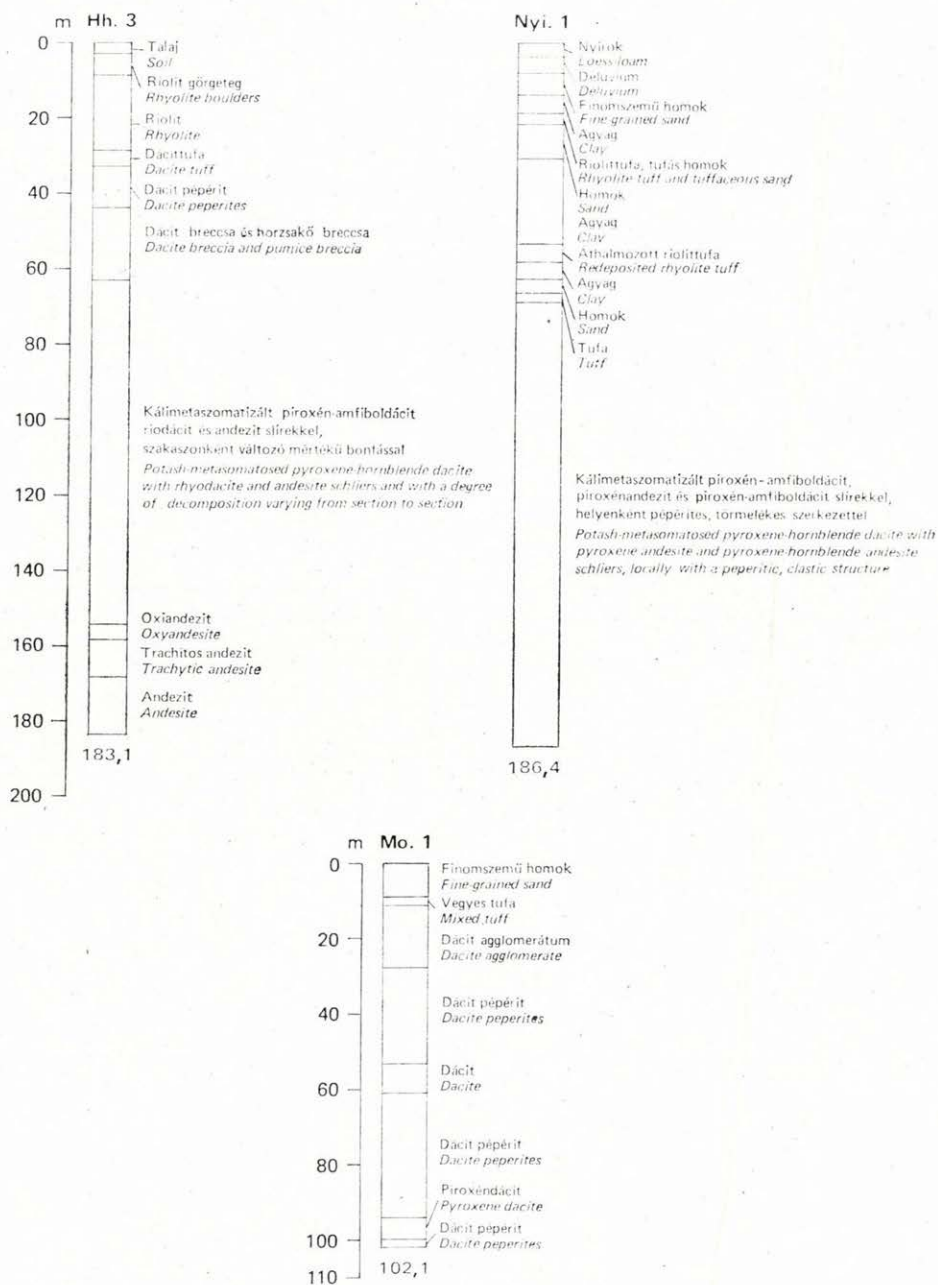 m Hh. 3
0
20
40
60
80
100
120
140
160
180
200
Talaj
Soil
Riolit görgeteg
Rhyolite boulders
Riolit
Rhyolite
Dácittufa
Dacite tuff
Dácit pépérit
Dacite peperites
Dácit breccsa és horzsakő breccsa
Dacite breccia and pumice breccia
Kálimetaszomatizált piroxén-amfiboldácit
riodácit és andezit slírekkel,
szakaszonként változó mértékű bontással
Potash-metasomatosed pyroxene-hornblende dacite
with rhyodacite and andesite schliers and with a degree
of decomposition varying from section to section
Oxiandezit
Oxyandesite
Trachitos andezit
Trachytic andesite
Andezit
Andesite
183,1
Nyi. 1
Nyirok
Loess-loam
Deluvium
Deluvium
Finomszemű homok
Fine grained sand
Agyag
Clay
Riolittufa, tufás homok
Rhyolite tuff and tuffaceous sand
Homok
Sand
Agyag
Clay
Áthalmozott riolittufa
Redeposited rhyolite tuff
Agyag
Clay
Homok
Sand
Tufa
Tuff
Kálimetaszomatizált piroxén-amfiboldácit,
piroxénandezit és piroxén-amfiboldácit slírekkel,
helyenként pépérites, törmelékes szerkezettel
Potash-metasomatosed pyroxene-hornblende dacite with
pyroxene andesite and pyroxene-hornblende andesite
schliers, locally with a peperitic, clastic structure
186,4
m Mo. 1
0
20
40
60
80
100
110
Finomszemű homok
Fine-grained sand
Vegyes tufa
Mixed tuff
Dácit agglomerátum
Dacite agglomerate
Dácit pépérit
Dacite peperites
Dácit
Dacite
Dácit pépérit
Dacite peperites
Piroxéndácit
Pyroxene dacite
Dácit pepérit
Dacite peperites
102,1